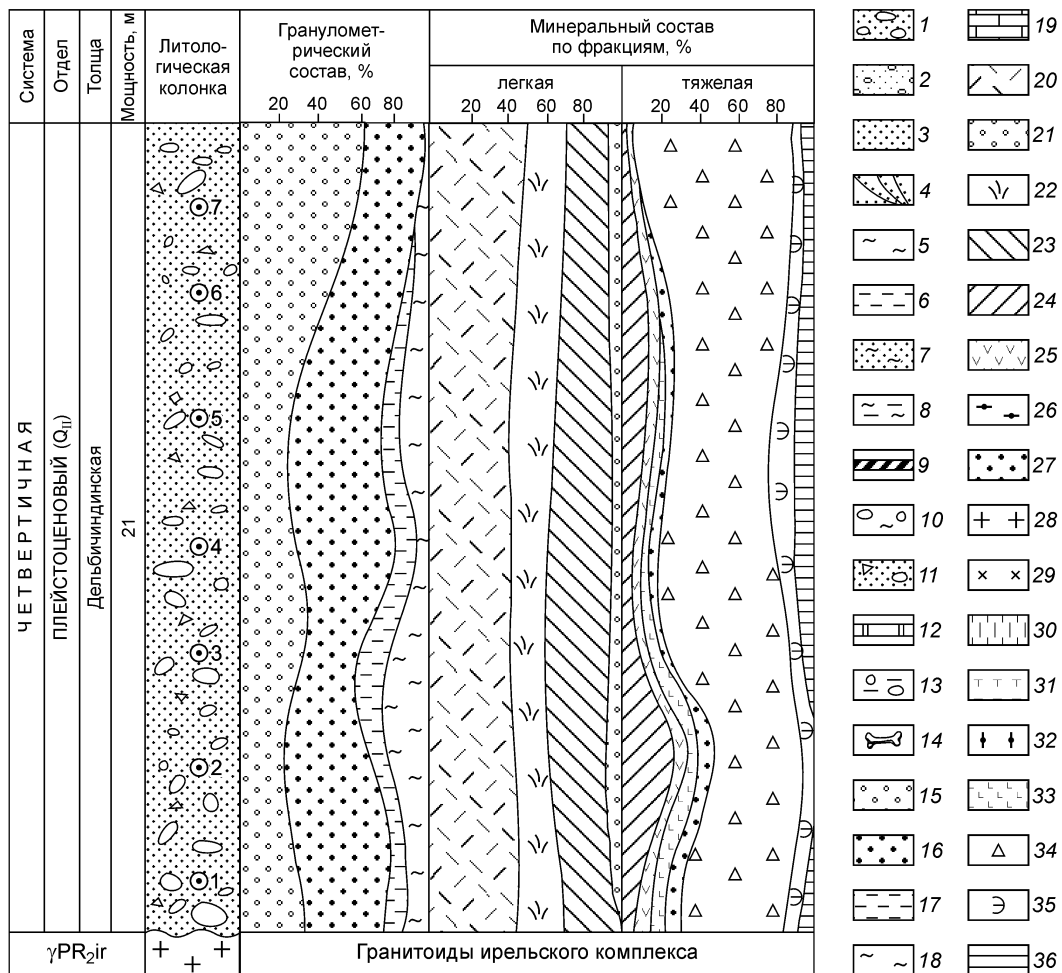 Система
Отдел
Толща
Мощность, м
Литоло-
гическая
колонка
Грануломет-
рический
состав, %
20 40 60 80
Минеральный состав
по фракциям, %
легкая
тяжелая
20 40 60 80
20 40 60 80
ЧЕТВЕРТИЧНАЯ
ПЛЕЙСТОЦЕНОВЫЙ (QII)
Дельбичиндинская
21
7
6
5
4
3
2
1
γPR2ir
Гранитоиды ирельского комплекса
1
2
3
4
5
6
7
8
9
10
11
12
13
14
15
16
17
18
19
20
21
22
23
24
25
26
27
28
29
30
31
32
33
34
35
36